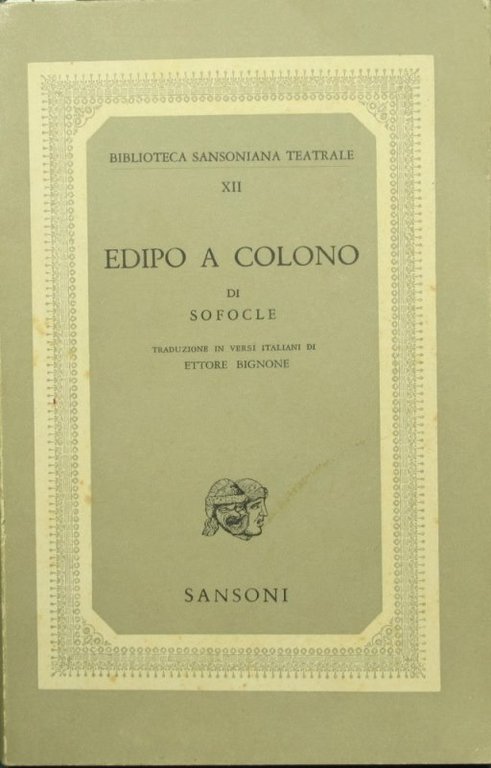 BIBLIOTECA SANSONIANA TEATRALE
XII
EDIPO A COLONO
DI
SOFOCLE
TRADUZIONE IN VERSI ITALIANI DI
ETTORE BIGNONE
SANSONI